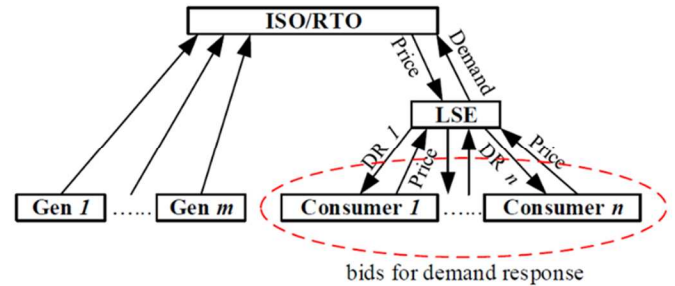 ISO/RTO
Price
Demand
LSE
DR 1
Price
DR n
Price
Gen 1
......
Gen m
Consumer 1
......
Consumer n
bids for demand response